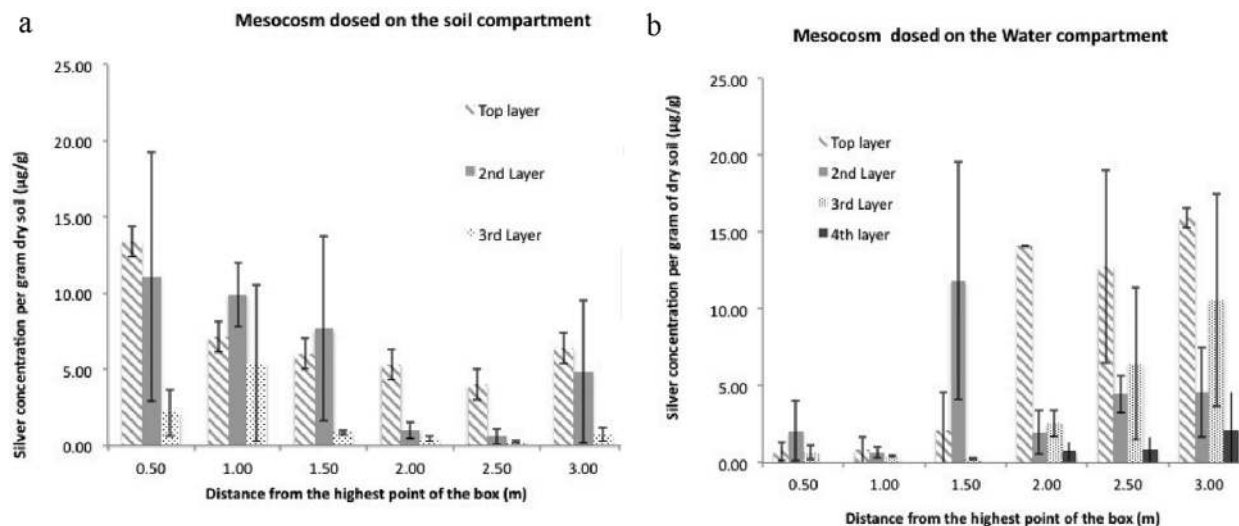 a
Mesocosm dosed on the soil compartment
Silver concentration per gram dry soil (µg/g)
25.00
20.00
15.00
10.00
5.00
0.00
Top layer
2nd Layer
3rd Layer
0.50 1.00 1.50 2.00 2.50 3.00
Distance from the highest point of the box (m)
b
Mesocosm dosed on the Water compartment
Silver concentration per gram of dry soil (µg/g)
25.00
20.00
15.00
10.00
5.00
0.00
Top layer
2nd Layer
3rd Layer
4th layer
0.50 1.00 1.50 2.00 2.50 3.00
Distance from the highest point of the box (m)